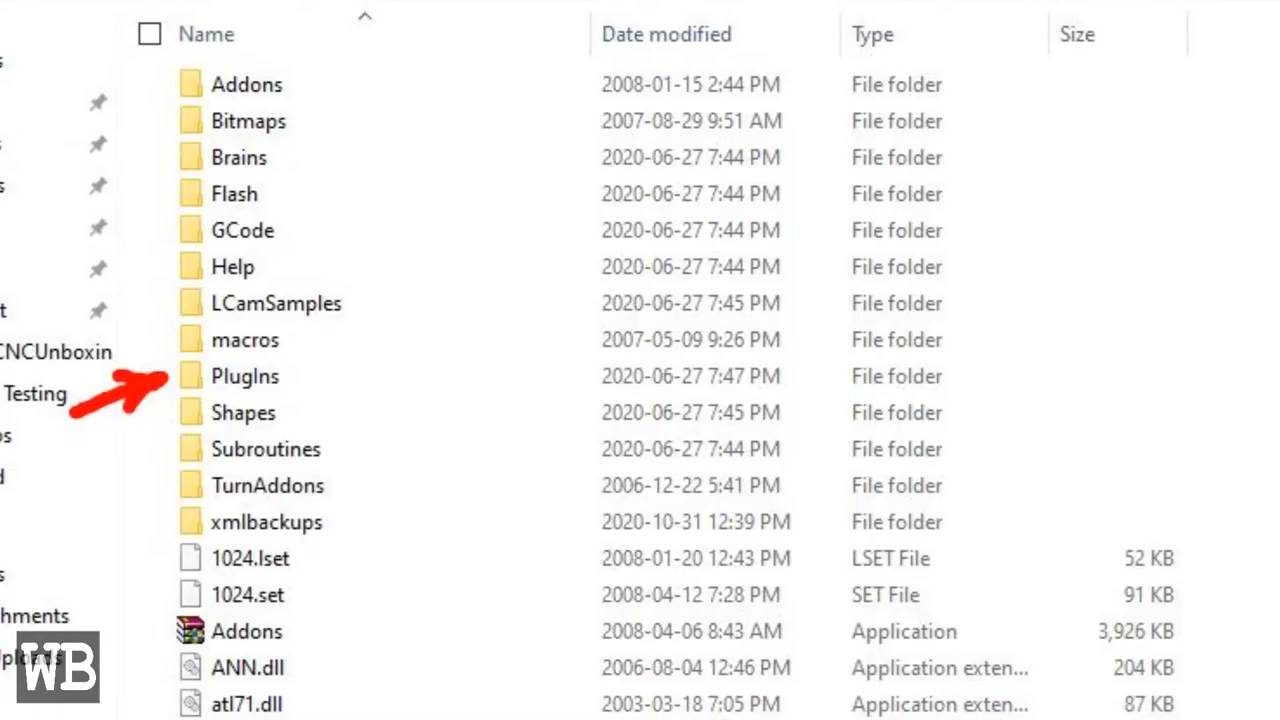 Name Date modified Type Size
Addons 2008-01-15 2:44 PM File folder
Bitmaps 2007-08-29 9:51 AM File folder
Brains 2020-06-27 7:44 PM File folder
Flash 2020-06-27 7:44 PM File folder
GCode 2020-06-27 7:44 PM File folder
Help 2020-06-27 7:44 PM File folder
LCamSamples 2020-06-27 7:45 PM File folder
macros 2007-05-09 9:26 PM File folder
CNCUnboxin
PlugIns 2020-06-27 7:47 PM File folder
Testing
Shapes 2020-06-27 7:45 PM File folder
Subroutines 2020-06-27 7:44 PM File folder
TurnAddons 2006-12-22 5:41 PM File folder
xmlbackups 2020-10-31 12:39 PM File folder
1024.lset 2008-01-20 12:43 PM LSET File 52 KB
1024.set 2008-04-12 7:28 PM SET File 91 KB
hments
Addons 2008-04-06 8:43 AM Application 3,926 KB
WB
ANN.dll 2006-08-04 12:46 PM Application exten... 204 KB
atl71.dll 2003-03-18 7:05 PM Application exten... 87 KB